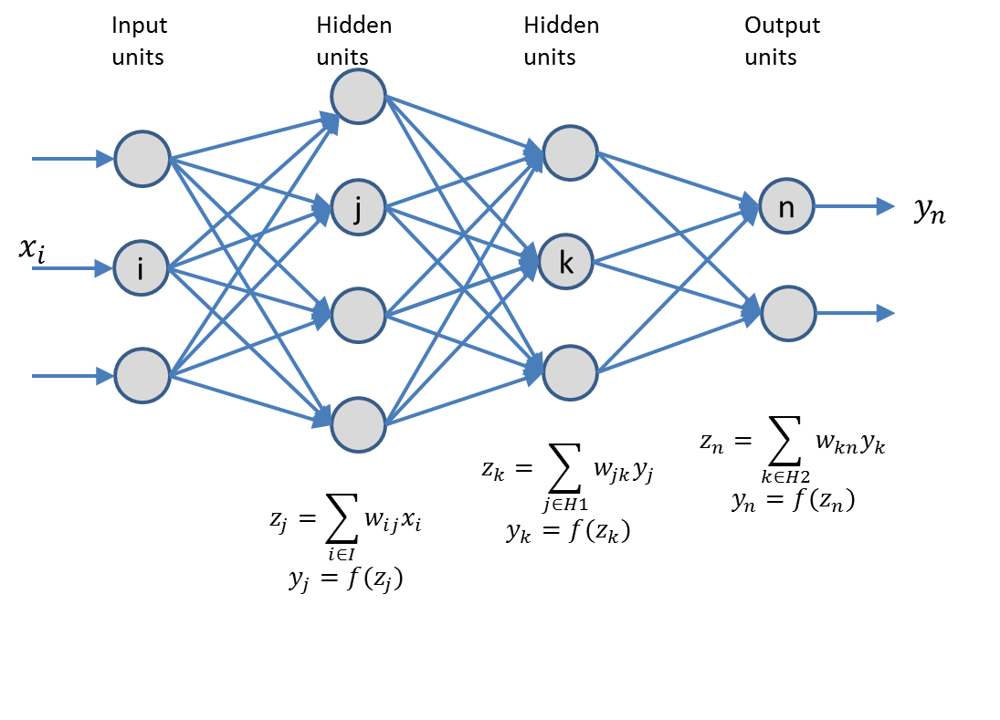 Input units
Hidden units
Hidden units
Output units
x_i
i
j
k
n
y_n
z_j = ∑_{i∈I} w_{ij}x_i
y_j = f(z_j)
z_k = ∑_{j∈H1} w_{jk}y_j
y_k = f(z_k)
z_n = ∑_{k∈H2} w_{kn}y_k
y_n = f(z_n)